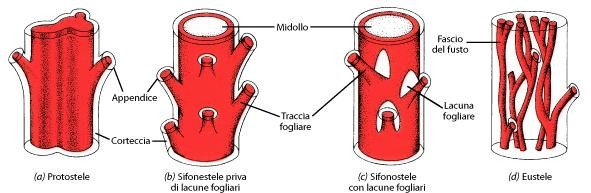 Midollo
Fascio
del fusto
Appendice
Traccia
fogliare
Lacuna
fogliare
Corteccia
(a) Protostele
(b) Sifonestele priva
di lacune fogliari
(c) Sifonostele
con lacune fogliari
(d) Eustele